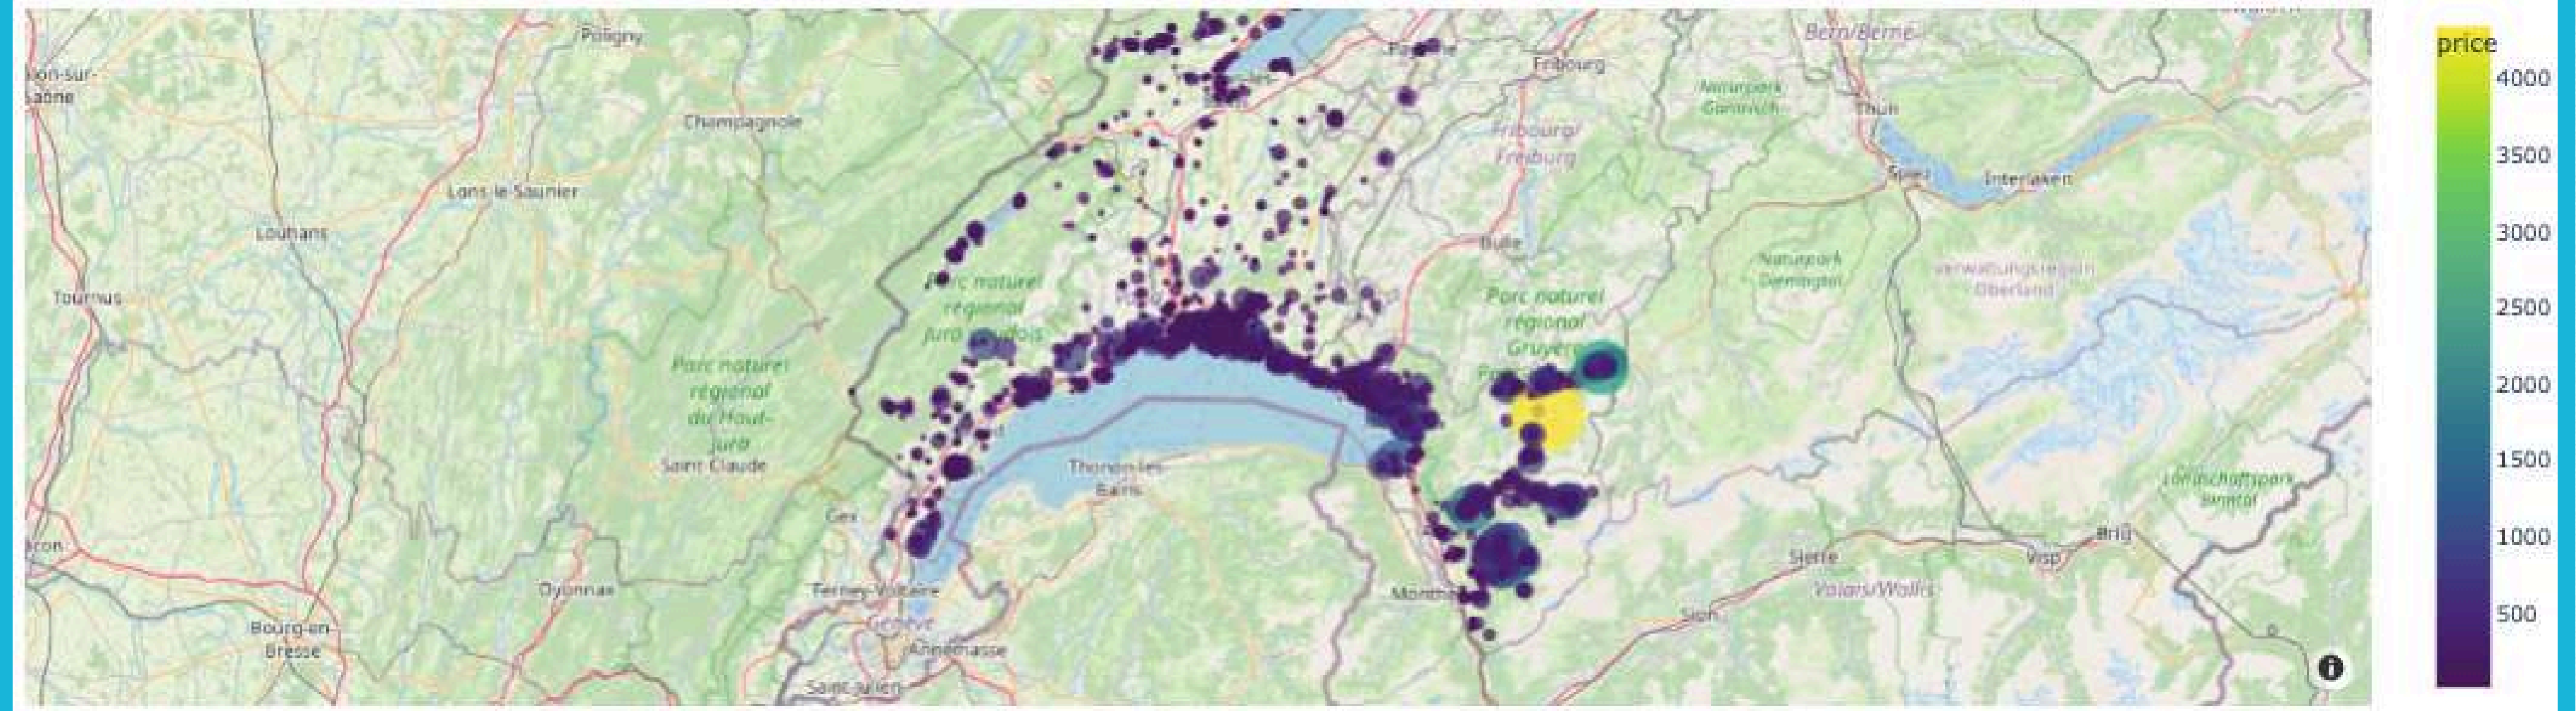 Poligny
Bern/Berne
price
4000
Fribourg
Naturpark
Gantrisch
Thun
Champagnole
Fribourg/
Freiburg
3500
Spiez
Interlaken
Lons-le-Saunier
Louhans
3000
Bulle
Naturpark
Diemtigtal
Verwaltungsregion
Oberland
Tournus
Parc naturel
régional
Parc naturel
régional
Gruyère
2500
Parc naturel
régional
du Haut-
Jura
2000
Saint-Claude
Thonon-les-
Bains
1500
Landschaftspark
Binntal
Gex
1000
Brig
Visp
Sierre
Oyonnax
Ferney-Voltaire
Valais/Wallis
500
Sion
Genève
Bourg-en-
Bresse
Annemasse
Saint-Julien-
i